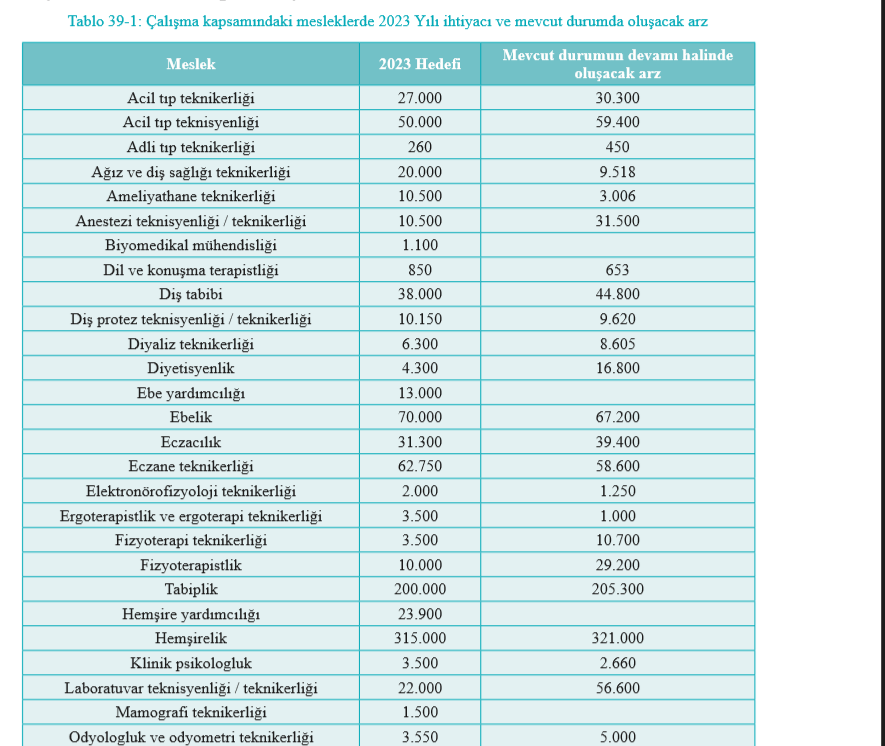 Tablo 39-1: Çalışma kapsamındaki mesleklerde 2023 Yılı ihtiyacı ve mevcut durumda oluşacak arz
Meslek 2023 Hedefi Mevcut durumun devamı halinde oluşacak arz
Acil tıp teknikerliği 27.000 30.300
Acil tıp teknisyenliği 50.000 59.400
Adli tıp teknikerliği 260 450
Ağız ve diş sağlığı teknikerliği 20.000 9.518
Ameliyathane teknikerliği 10.500 3.006
Anestezi teknisyenliği / teknikerliği 10.500 31.500
Biyomedikal mühendisliği 1.100
Dil ve konuşma terapistliği 850 653
Diş tabibi 38.000 44.800
Diş protez teknisyenliği / teknikerliği 10.150 9.620
Diyaliz teknikerliği 6.300 8.605
Diyetisyenlik 4.300 16.800
Ebe yardımcılığı 13.000
Ebelik 70.000 67.200
Eczacılık 31.300 39.400
Eczane teknikerliği 62.750 58.600
Elektronörofizyoloji teknikerliği 2.000 1.250
Ergoterapistlik ve ergoterapi teknikerliği 3.500 1.000
Fizyoterapi teknikerliği 3.500 10.700
Fizyoterapistlik 10.000 29.200
Tabiplik 200.000 205.300
Hemşire yardımcılığı 23.900
Hemşirelik 315.000 321.000
Klinik psikologluk 3.500 2.660
Laboratuvar teknisyenliği / teknikerliği 22.000 56.600
Mamografi teknikerliği 1.500
Odyologluk ve odyometri teknikerliği 3.550 5.000